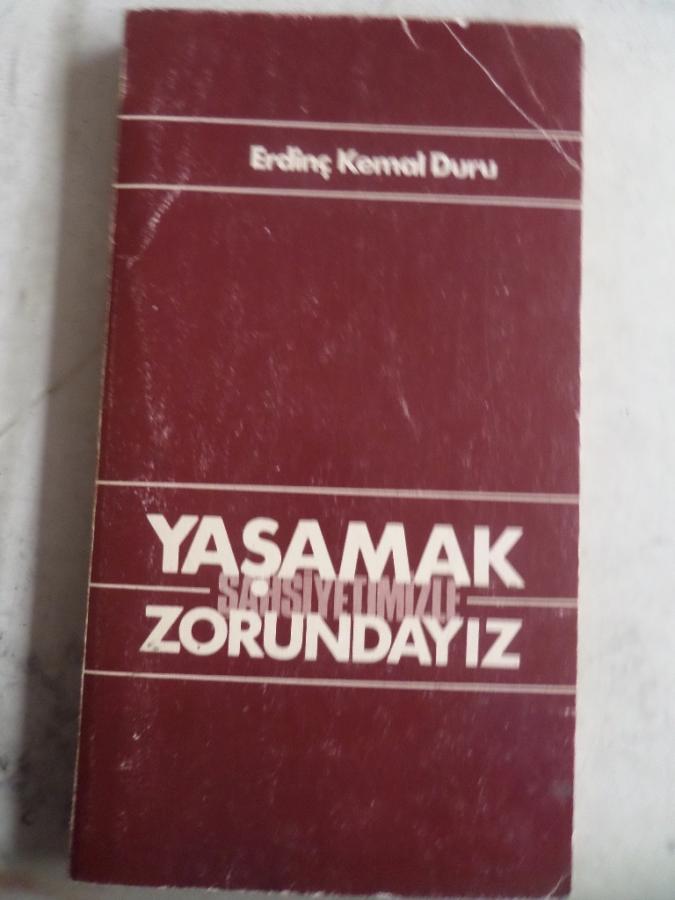 Erdinç Kemal Duru
YAŞAMAK
ŞAHSİYETİMİZLE
ZORUNDAYIZ